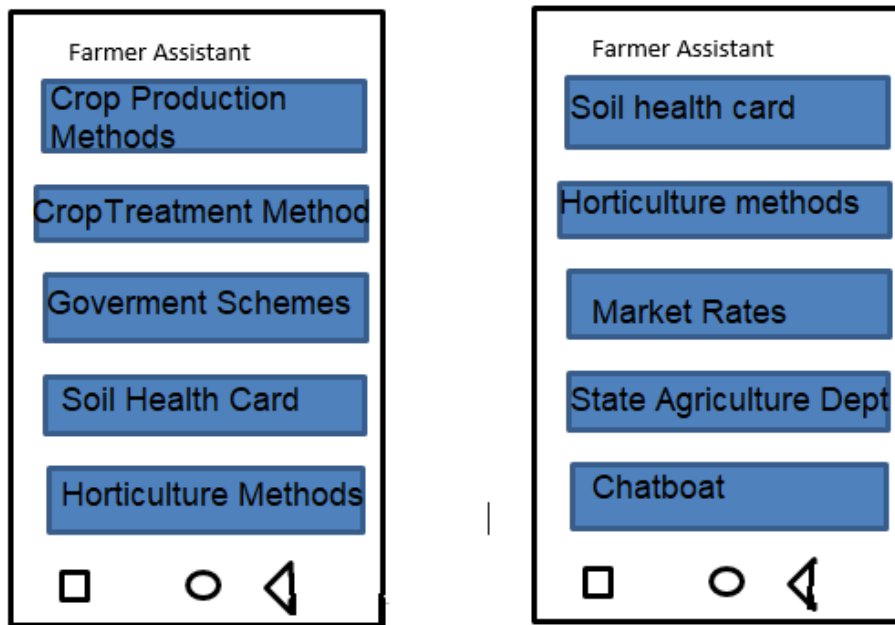 Farmer Assistant
Crop Production
Methods
CropTreatment Method
Goverment Schemes
Soil Health Card
Horticulture Methods
Farmer Assistant
Soil health card
Horticulture methods
Market Rates
State Agriculture Dept
Chatboat